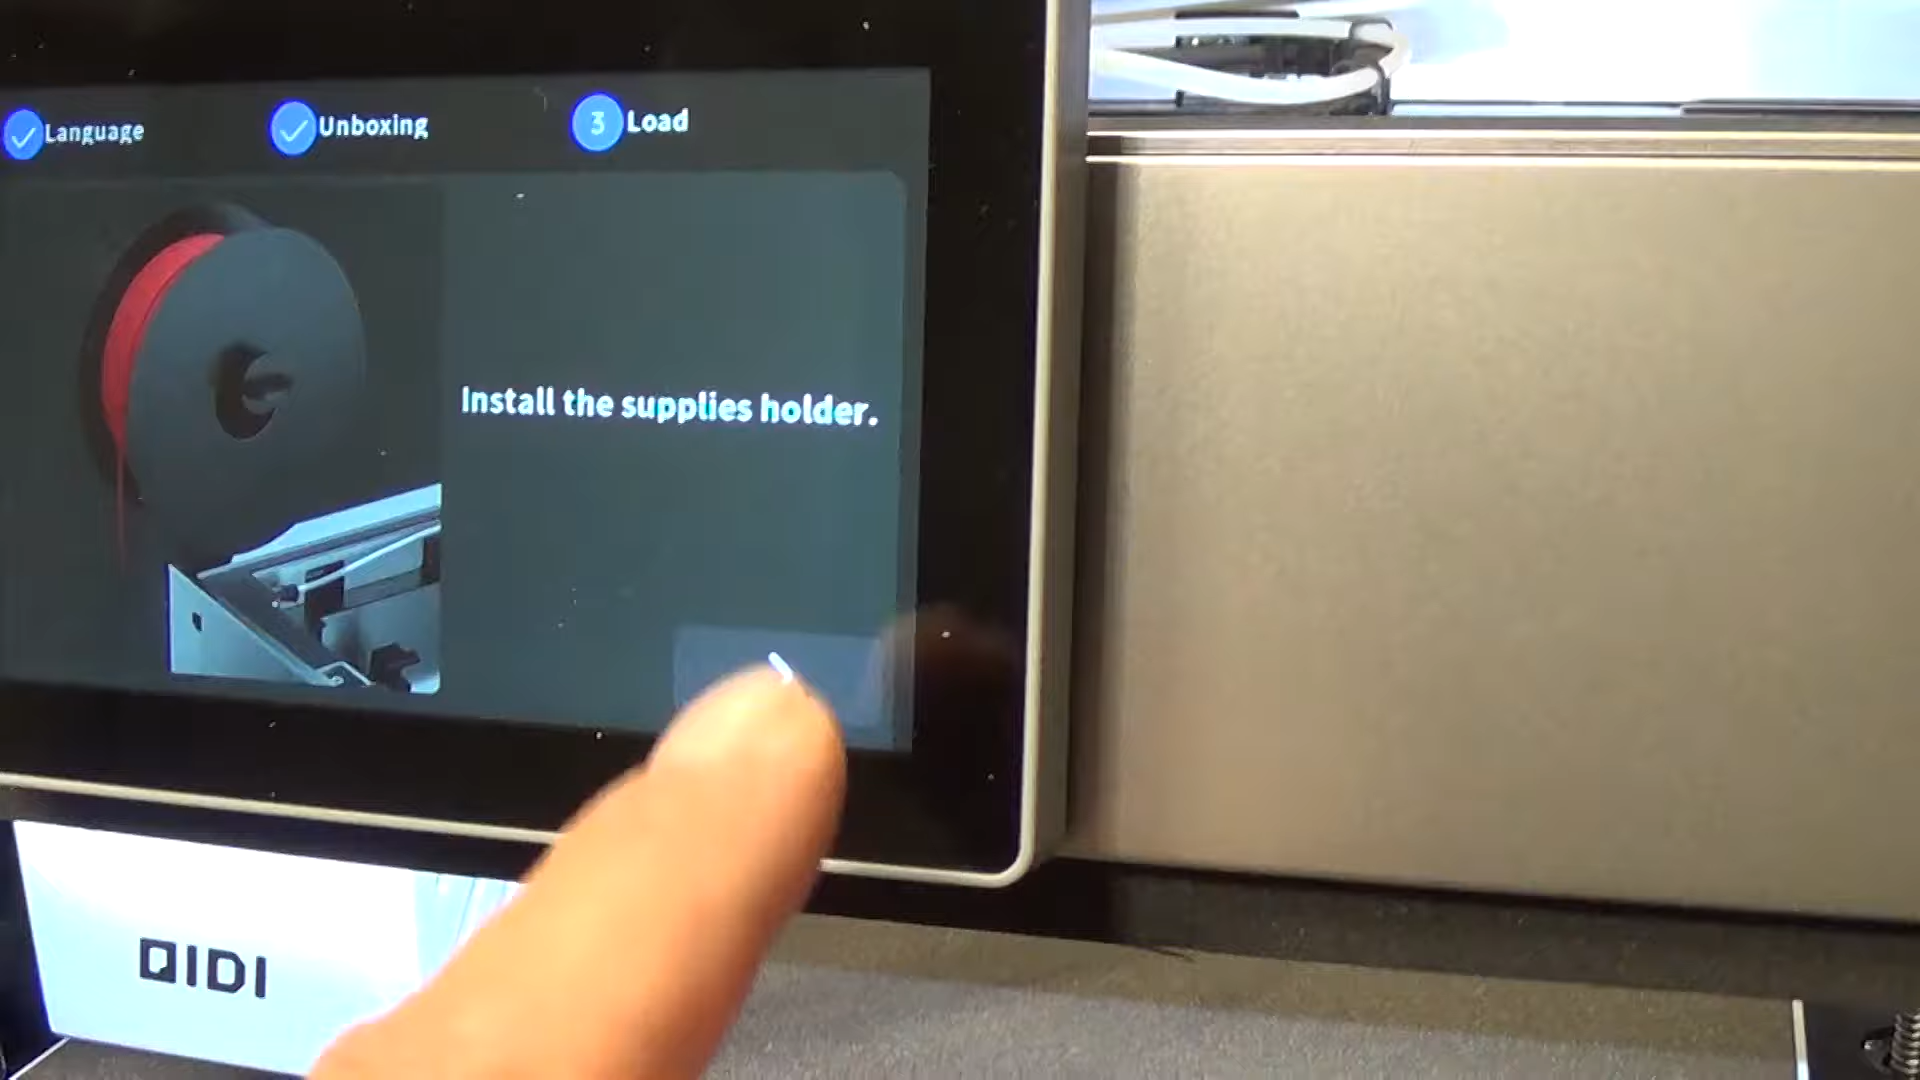 Language
Unboxing
3
Load
Install the supplies holder.
QIDI